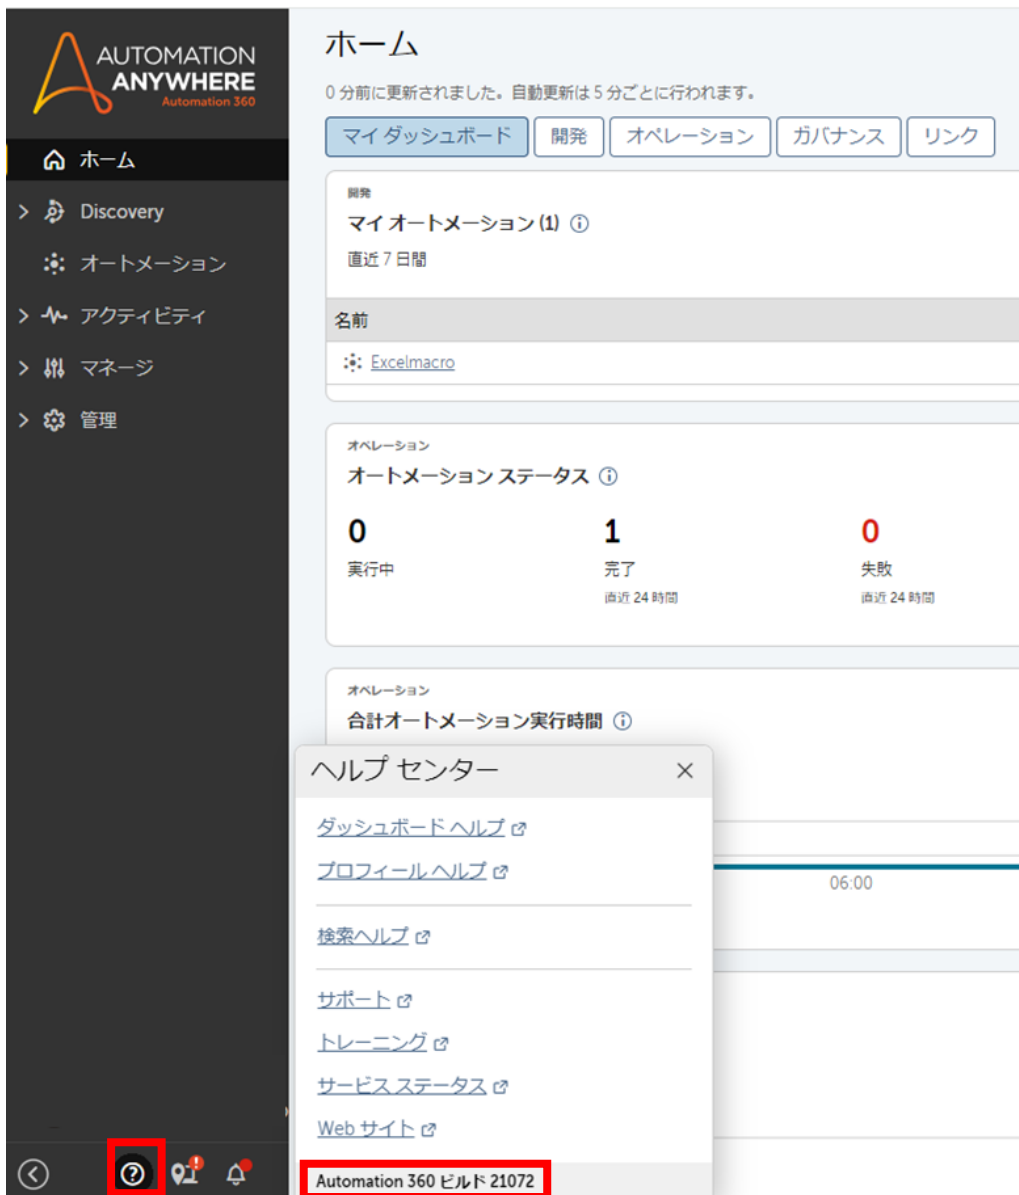 AUTOMATION
ANYWHERE
Automation 360
ホーム
Discovery
オートメーション
アクティビティ
マネージ
管理
ホーム
0 分前に更新されました。自動更新は 5 分ごとに行われます。
マイ ダッシュボード
開発
オペレーション
ガバナンス
リンク
開発
マイ オートメーション (1)
直近 7 日間
名前
Excelmacro
オペレーション
オートメーション ステータス
0
1
0
実行中
完了
失敗
直近 24 時間
直近 24 時間
オペレーション
合計オートメーション実行時間
06:00
ヘルプ センター
ダッシュボード ヘルプ
プロフィール ヘルプ
検索ヘルプ
サポート
トレーニング
サービス ステータス
Web サイト
Automation 360 ビルド 21072